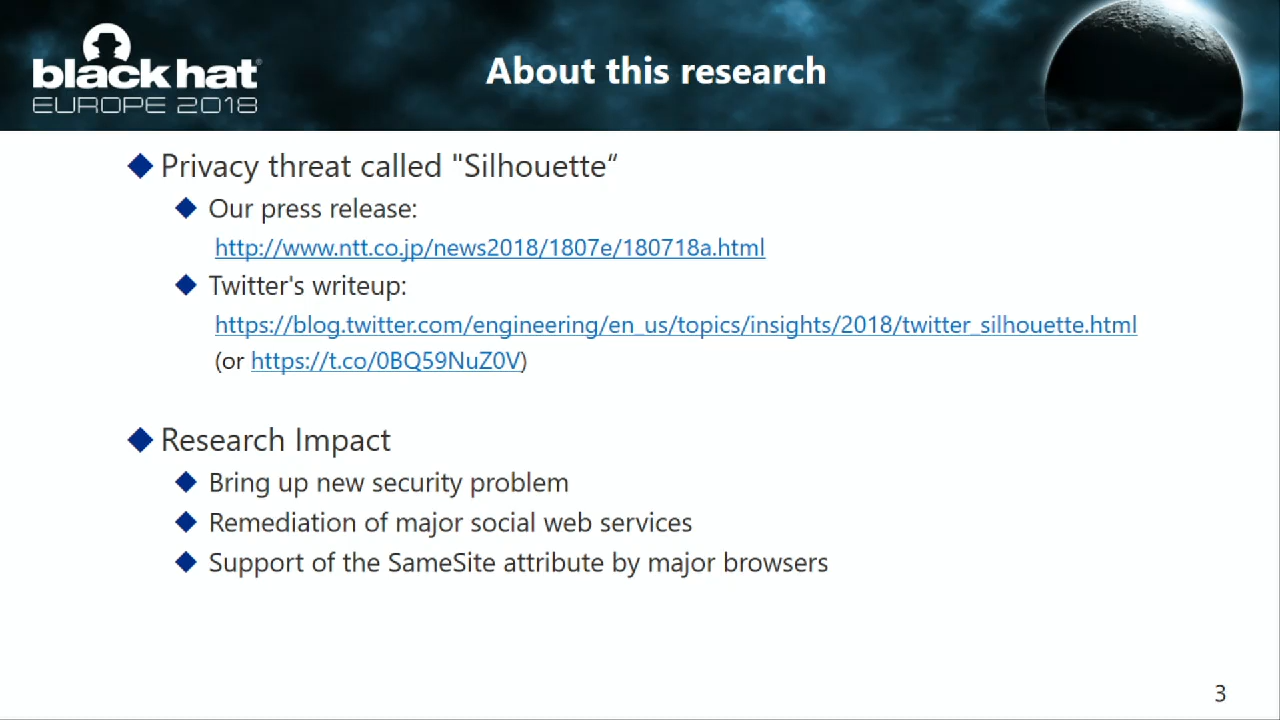 black hat®
EUROPE 2018
About this research
Privacy threat called "Silhouette“
Our press release:
http://www.ntt.co.jp/news2018/1807e/180718a.html
Twitter's writeup:
https://blog.twitter.com/engineering/en_us/topics/insights/2018/twitter_silhouette.html
(or https://t.co/0BQ59NuZ0V)
Research Impact
Bring up new security problem
Remediation of major social web services
Support of the SameSite attribute by major browsers
3